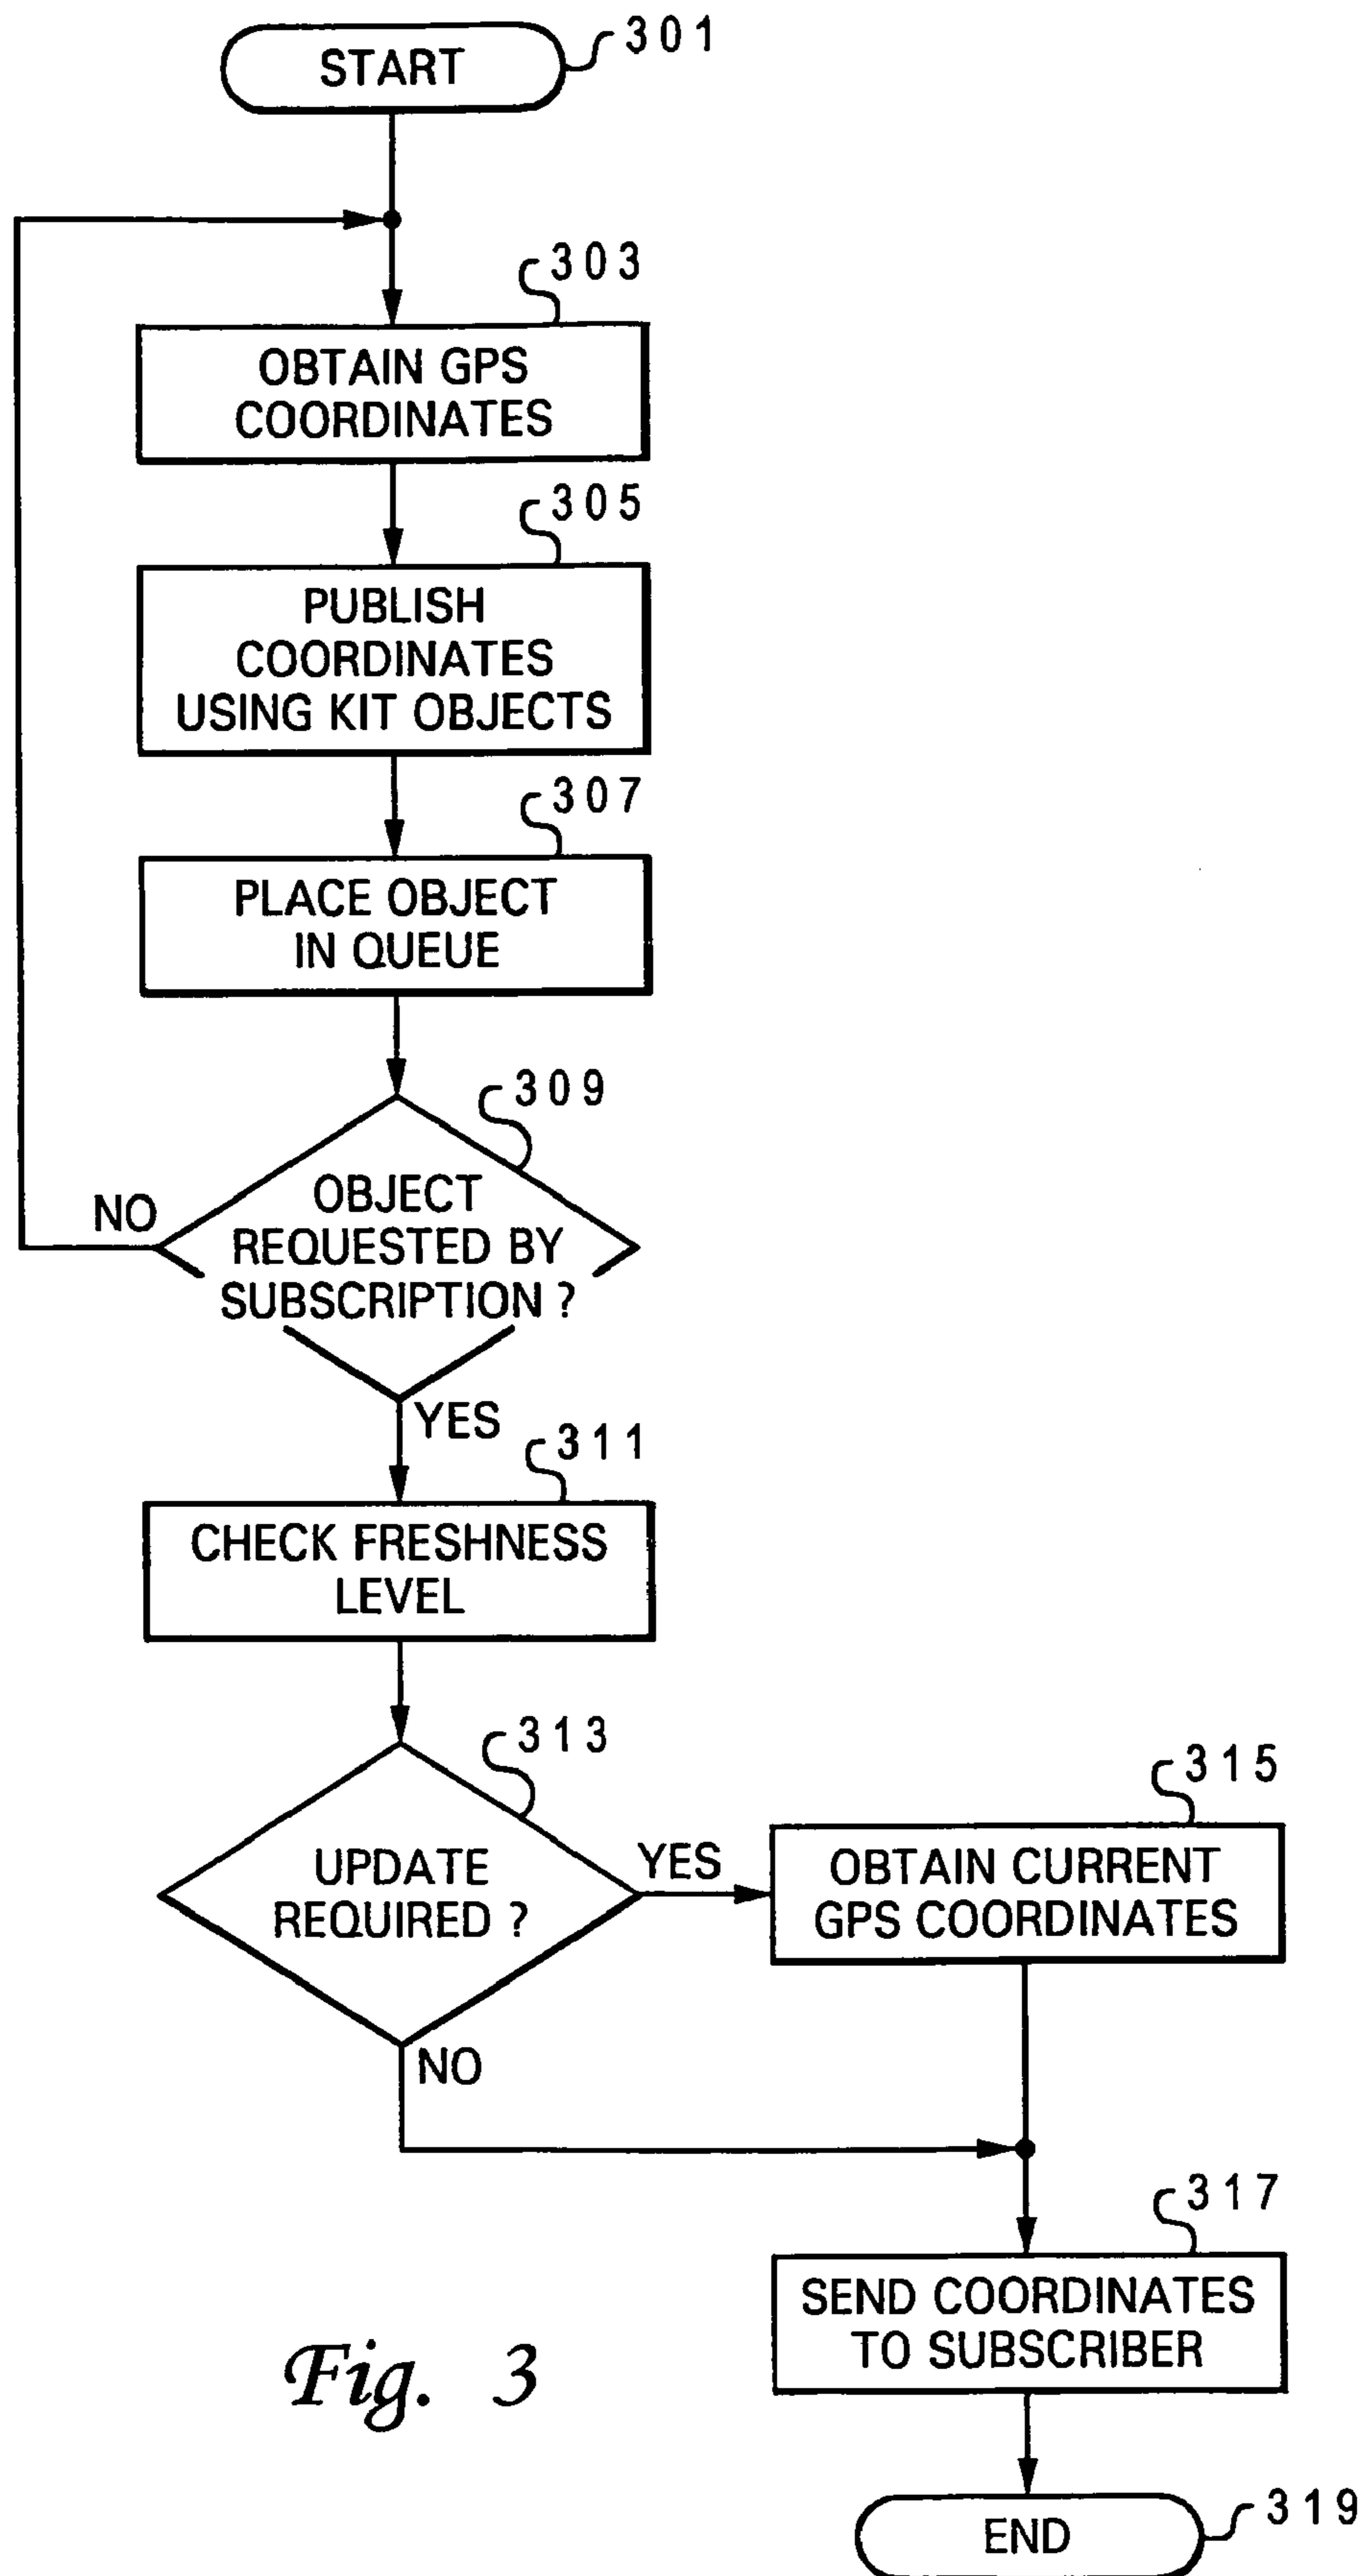 START
301
303
OBTAIN GPS
COORDINATES
305
PUBLISH
COORDINATES
USING KIT OBJECTS
307
PLACE OBJECT
IN QUEUE
309
OBJECT
REQUESTED BY
SUBSCRIPTION ?
NO
YES
311
CHECK FRESHNESS
LEVEL
313
UPDATE
REQUIRED ?
YES
NO
315
OBTAIN CURRENT
GPS COORDINATES
317
SEND COORDINATES
TO SUBSCRIBER
END
319
Fig. 3